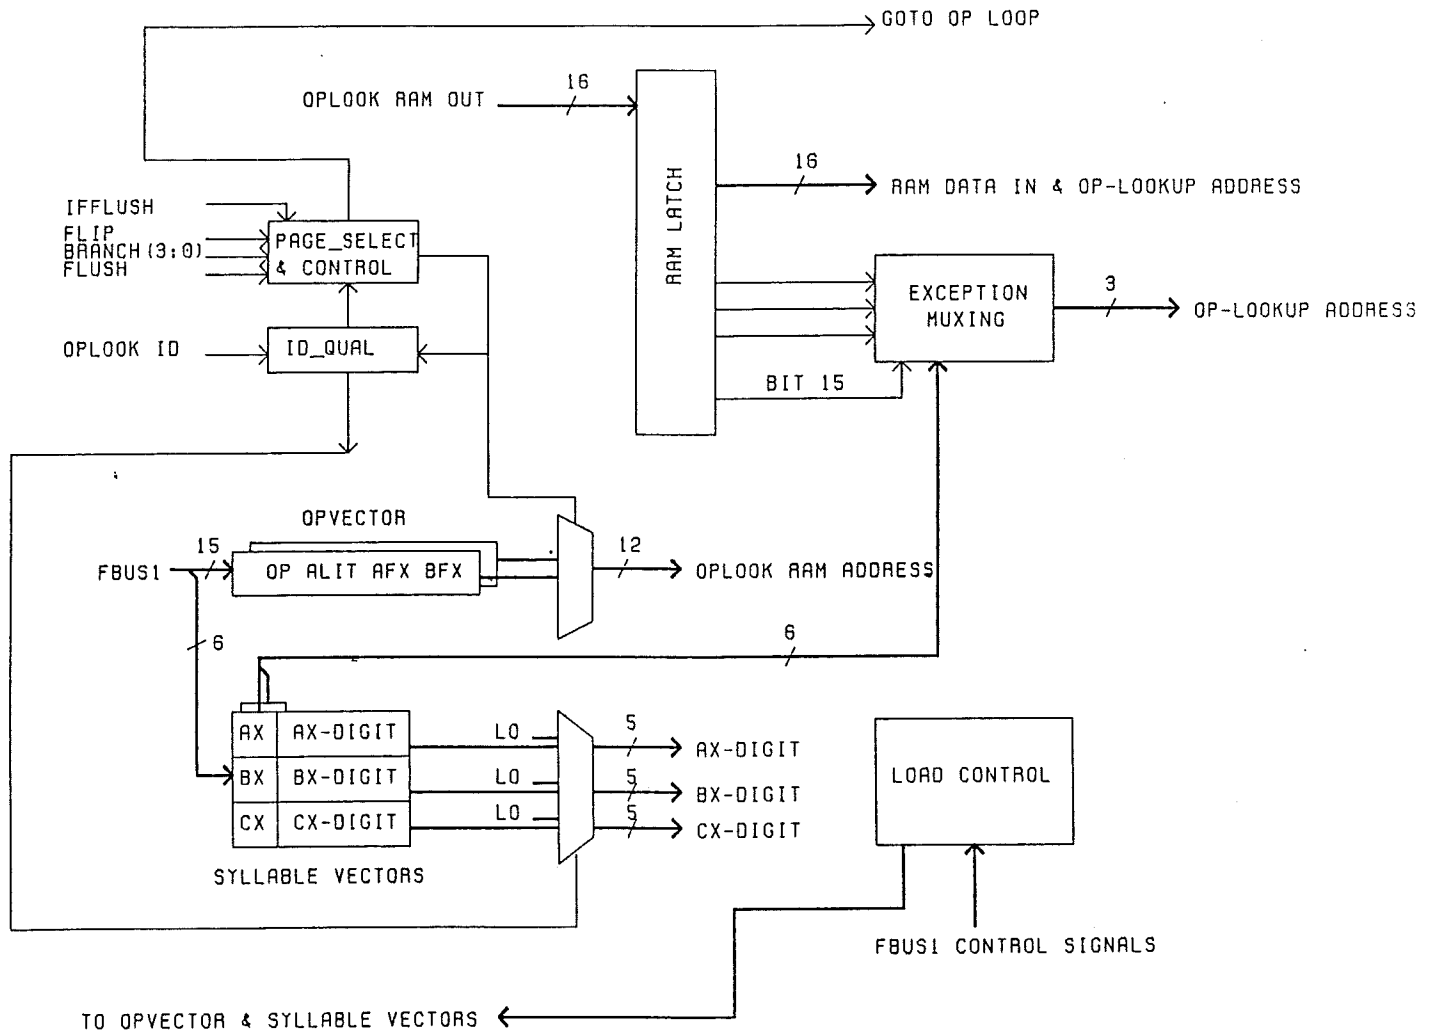 GOTO OP LOOP
16
OPLOOK RAM OUT
16
RAM LATCH
RAM DATA IN & OP-LOOKUP ADDRESS
IFFLUSH
FLIP
BRANCH(3:0)
FLUSH
PAGE_SELECT
& CONTROL
EXCEPTION
MUXING
3
OP-LOOKUP ADDRESS
OPLOOK ID
ID_QUAL
BIT 15
OPVECTOR
15
12
FBUS1
OP ALIT AFX BFX
OPLOOK RAM ADDRESS
6
6
AX
AX-DIGIT
LO
5
AX-DIGIT
BX
BX-DIGIT
LO
5
BX-DIGIT
CX
CX-DIGIT
LO
5
CX-DIGIT
LOAD CONTROL
SYLLABLE VECTORS
FBUS1 CONTROL SIGNALS
TO OPVECTOR & SYLLABLE VECTORS